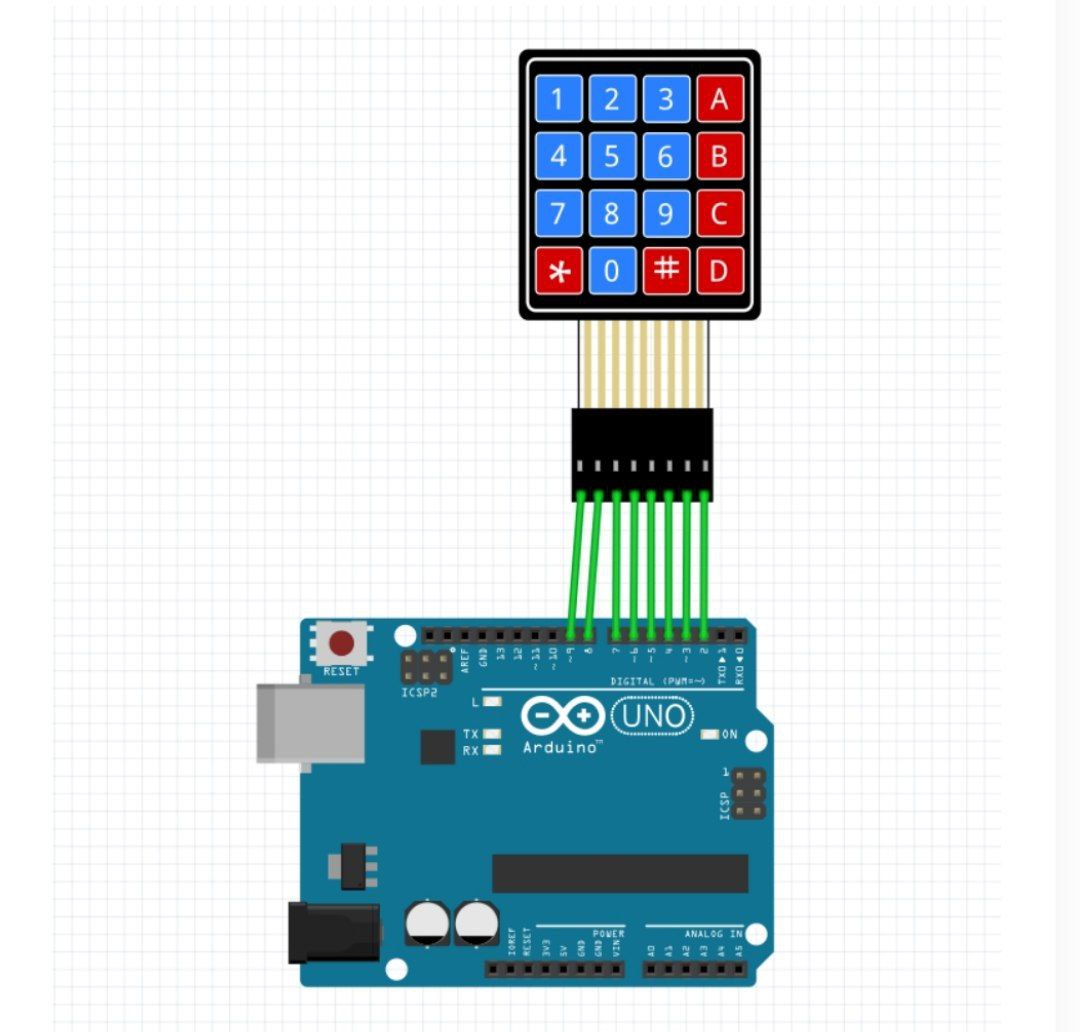 1 2 3 A
4 5 6 B
7 8 9 C
* 0 # D
RESET
ICSP2
AREF
GND
13
12
~11
~10
~9
8
7
~6
~5
4
~3
2
TX0▶1
RX0◀0
DIGITAL (PWM=~)
L
TX
RX
UNO
Arduino™
ON
1
ICSP
IOREF
RESET
3V3
5V
GND
GND
VIN
POWER
ANALOG IN
A0
A1
A2
A3
A4
A5